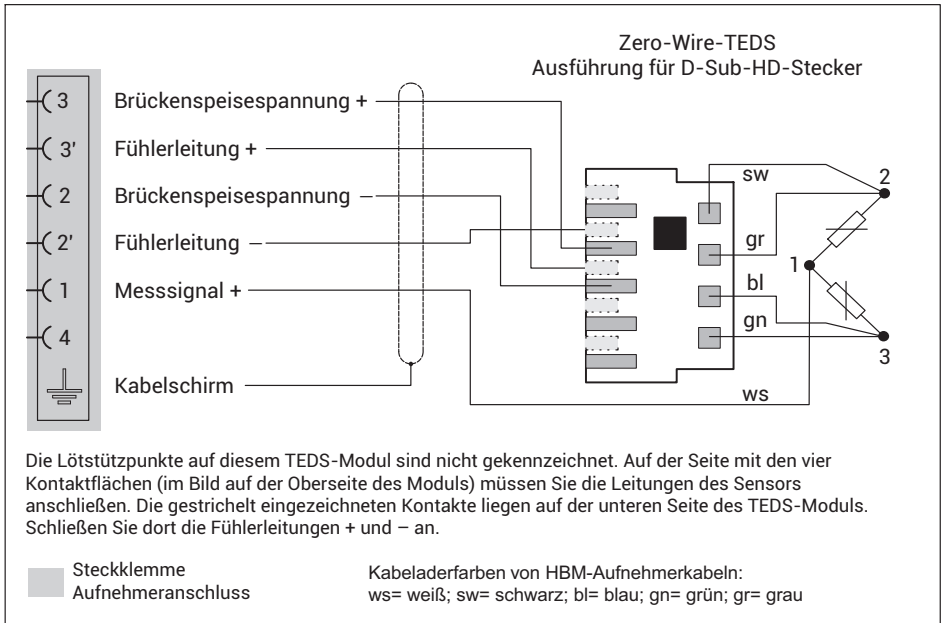 Zero-Wire-TEDS
Ausführung für D-Sub-HD-Stecker
3 Brückenspeisespannung +
3' Fühlerleitung +
2 Brückenspeisespannung –
2' Fühlerleitung –
1 Messsignal +
4
Kabelschirm
sw
gr
bl
gn
ws
2
1
3
Die Lötstützpunkte auf diesem TEDS-Modul sind nicht gekennzeichnet. Auf der Seite mit den vier
Kontaktflächen (im Bild auf der Oberseite des Moduls) müssen Sie die Leitungen des Sensors
anschließen. Die gestrichelt eingezeichneten Kontakte liegen auf der unteren Seite des TEDS-Moduls.
Schließen Sie dort die Fühlerleitungen + und – an.
Steckklemme
Aufnehmeranschluss
Kabeladerfarben von HBM-Aufnehmerkabeln:
ws= weiß; sw= schwarz; bl= blau; gn= grün; gr= grau